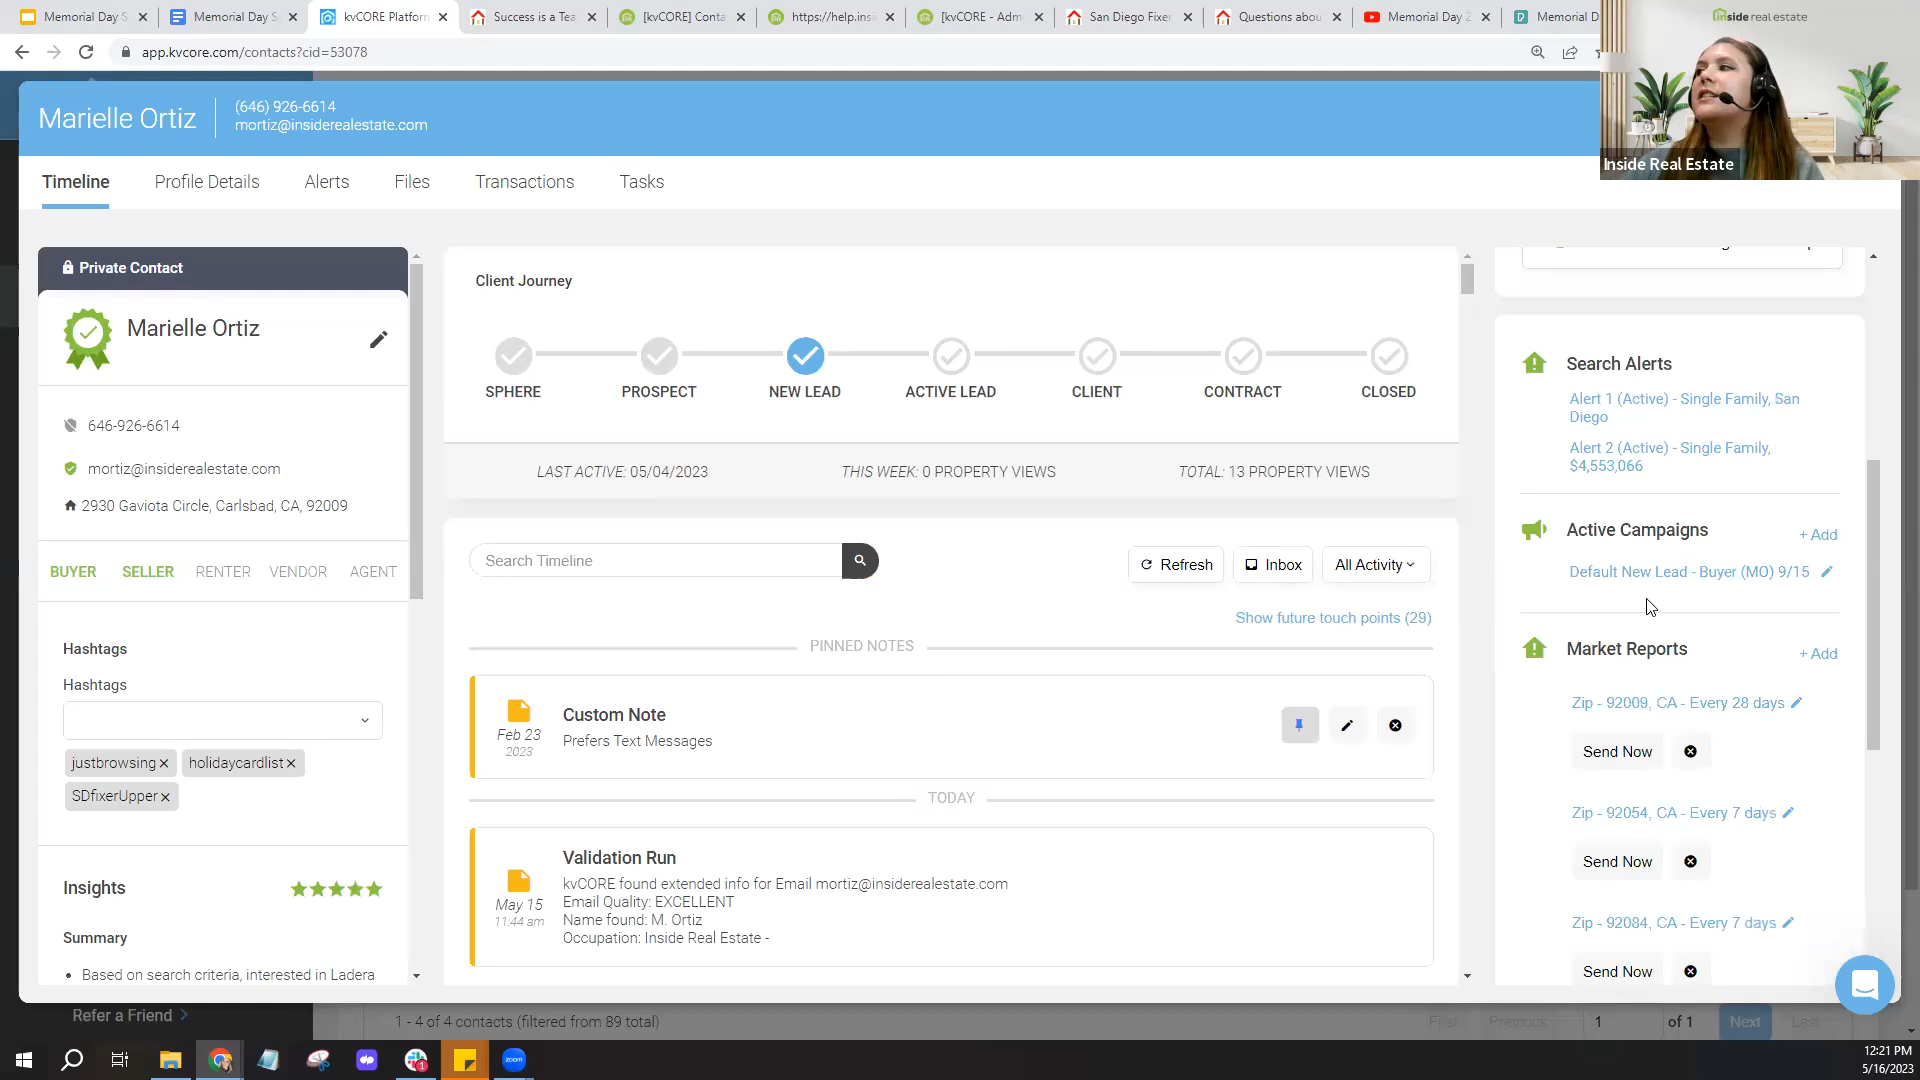 Memorial Day S
Memorial Day S
kvCORE Platform
Success is a Tea
[kvCORE] Conta
https://help.insi
[kvCORE - Adm
San Diego Fixer
Questions abou
Memorial Day 2
Memorial D
app.kvcore.com/contacts?cid=53078
inside real estate
Inside Real Estate
Marielle Ortiz
(646) 926-6614
mortiz@insiderealestate.com
Timeline
Profile Details
Alerts
Files
Transactions
Tasks
Private Contact
Marielle Ortiz
646-926-6614
mortiz@insiderealestate.com
2930 Gaviota Circle, Carlsbad, CA, 92009
BUYER SELLER RENTER VENDOR AGENT
Hashtags
Hashtags
justbrowsing
holidaycardlist
SDfixerUpper
Insights
Summary
Based on search criteria, interested in Ladera
Client Journey
SPHERE
PROSPECT
NEW LEAD
ACTIVE LEAD
CLIENT
CONTRACT
CLOSED
LAST ACTIVE: 05/04/2023
THIS WEEK: 0 PROPERTY VIEWS
TOTAL: 13 PROPERTY VIEWS
Search Timeline
Refresh
Inbox
All Activity
Show future touch points (29)
PINNED NOTES
Custom Note
Feb 23
2023
Prefers Text Messages
TODAY
Validation Run
May 15
11:44 am
kvCORE found extended info for Email mortiz@insiderealestate.com
Email Quality: EXCELLENT
Name found: M. Ortiz
Occupation: Inside Real Estate -
Search Alerts
Alert 1 (Active) - Single Family, San
Diego
Alert 2 (Active) - Single Family,
$4,553,066
Active Campaigns
+ Add
Default New Lead - Buyer (MO) 9/15
Market Reports
+ Add
Zip - 92009, CA - Every 28 days
Send Now
Zip - 92054, CA - Every 7 days
Send Now
Zip - 92084, CA - Every 7 days
Send Now
Refer a Friend
1 - 4 of 4 contacts (filtered from 89 total)
First
Previous
1
of 1
Next
Last
zoom
1
12:21 PM
5/16/2023